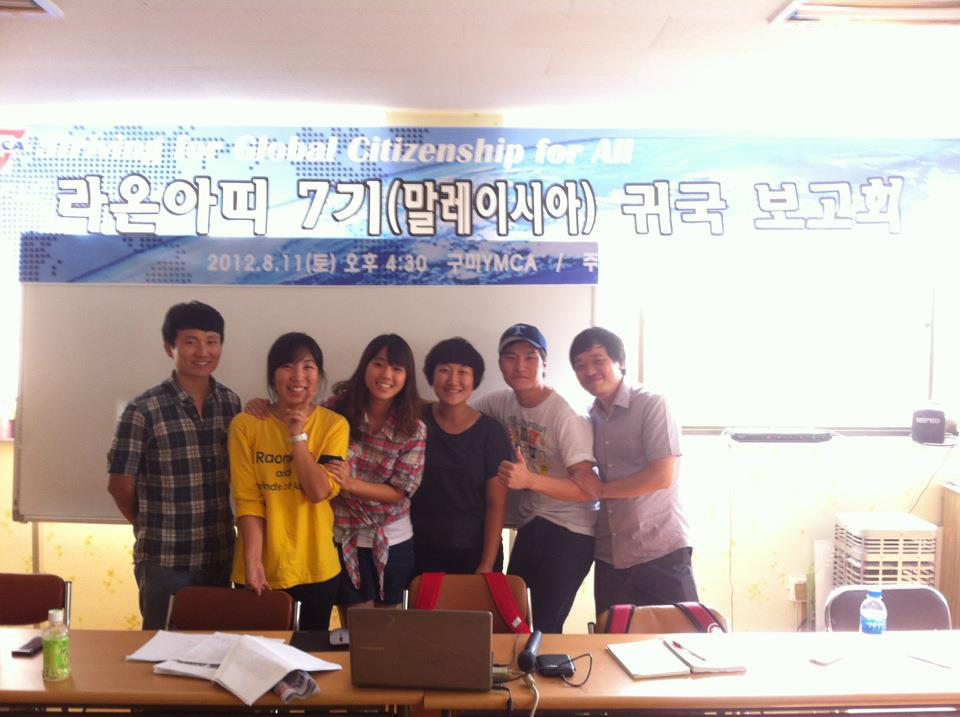 Striving for Global Citizenship for All
라온아띠 7기(말레이시아) 귀국 보고회
2012.8.11(토) 오후 4:30 구미YMCA / 주
and